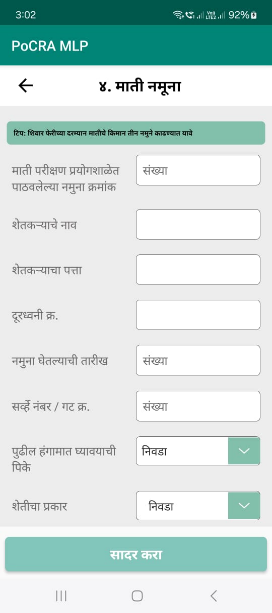 3:02
92%
PoCRA MLP
४. माती नमूना
टिप: शिवार फेरीच्या दरम्यान मातीचे किमान तीन नमुने काढण्यात यावे
माती परीक्षण प्रयोगशाळेत
पाठवलेल्या नमुना क्रमांक
संख्या
शेतकऱ्याचे नाव
शेतकऱ्याचा पत्ता
दूरध्वनी क्र.
नमुना घेतल्याची तारीख
संख्या
सर्व्हे नंबर / गट क्र.
संख्या
पुढील हंगामात घ्यावयाची
पिके
निवडा
शेतीचा प्रकार
निवडा
सादर करा